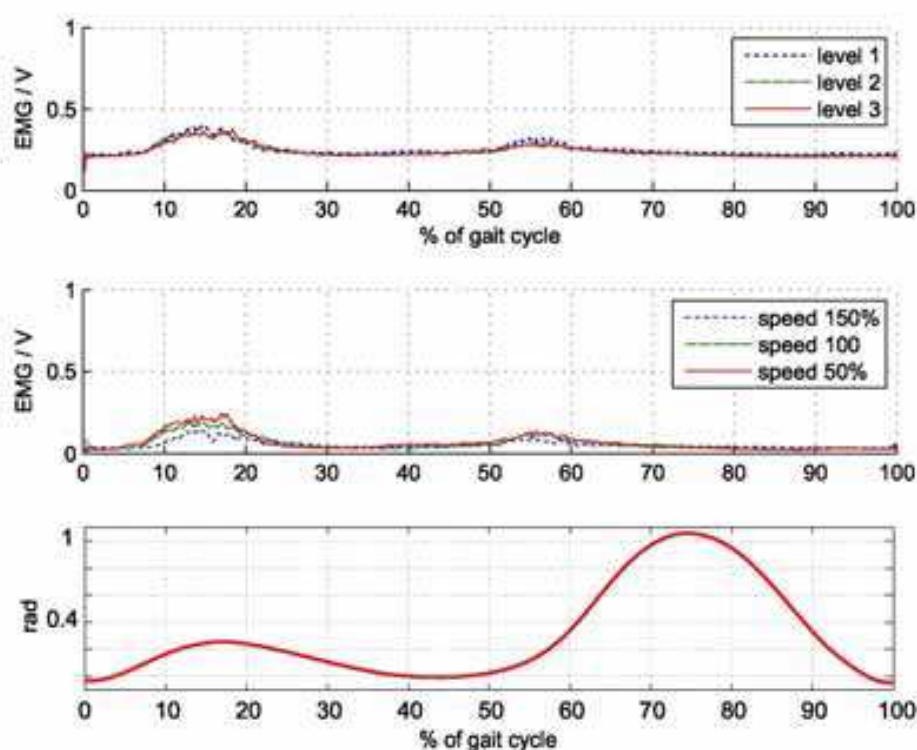 1
0.5
0
EMG / V
level 1
level 2
level 3
0 10 20 30 40 50 60 70 80 90 100
% of gait cycle
1
0.5
0
EMG / V
speed 150%
speed 100
speed 50%
0 10 20 30 40 50 60 70 80 90 100
1
0.4
rad
0 10 20 30 40 50 60 70 80 90 100
% of gait cycle